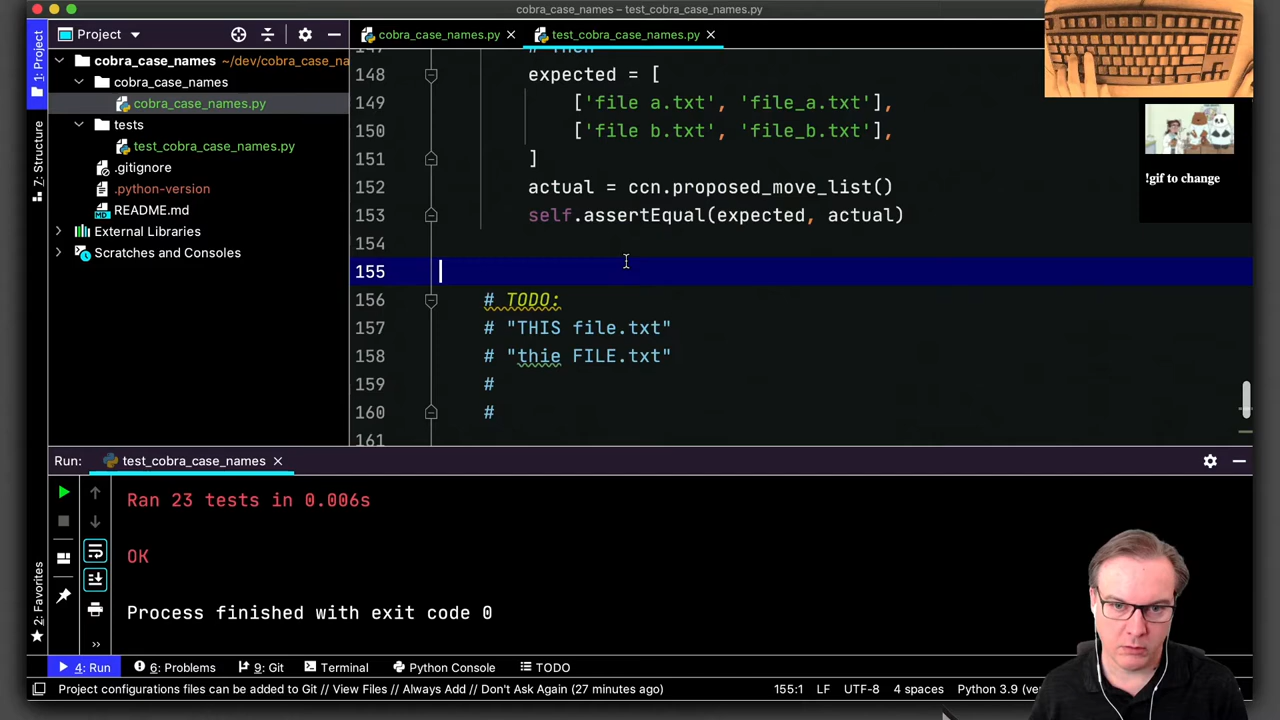 cobra_case_names – test_cobra_case_names.py
Project
cobra_case_names.py
test_cobra_case_names.py
1: Project
7: Structure
2: Favorites
cobra_case_names ~/dev/cobra_case_na
cobra_case_names
cobra_case_names.py
tests
test_cobra_case_names.py
.gitignore
.python-version
README.md
External Libraries
Scratches and Consoles
148 expected = [
149 ['file a.txt', 'file_a.txt'],
150 ['file b.txt', 'file_b.txt'],
151 ]
152 actual = ccn.proposed_move_list()
153 self.assertEqual(expected, actual)
154
155
156 # TODO:
157 # "THIS file.txt"
158 # "thie FILE.txt"
159 #
160 #
161
!gif to change
Run: test_cobra_case_names
Ran 23 tests in 0.006s
OK
Process finished with exit code 0
4: Run 6: Problems 9: Git Terminal Python Console TODO
Project configurations files can be added to Git // View Files // Always Add // Don't Ask Again (27 minutes ago) 155:1 LF UTF-8 4 spaces Python 3.9 (ve